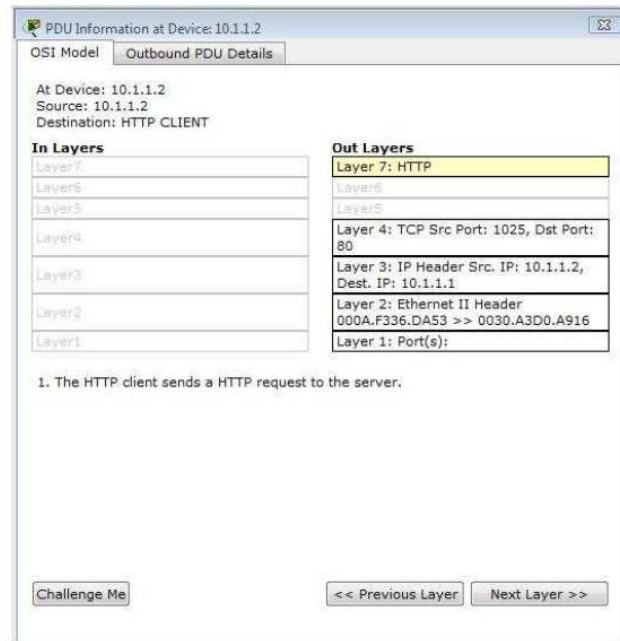 PDU Information at Device: 10.1.1.2
OSI Model
Outbound PDU Details
At Device: 10.1.1.2
Source: 10.1.1.2
Destination: HTTP CLIENT
In Layers
Layer7
Layer6
Layer5
Layer4
Layer3
Layer2
Layer1
Out Layers
Layer 7: HTTP
Layer6
Layer5
Layer 4: TCP Src Port: 1025, Dst Port:
80
Layer 3: IP Header Src. IP: 10.1.1.2,
Dest. IP: 10.1.1.1
Layer 2: Ethernet II Header
000A.F336.DA53 >> 0030.A3D0.A916
Layer 1: Port(s):
1. The HTTP client sends a HTTP request to the server.
Challenge Me
<< Previous Layer
Next Layer >>